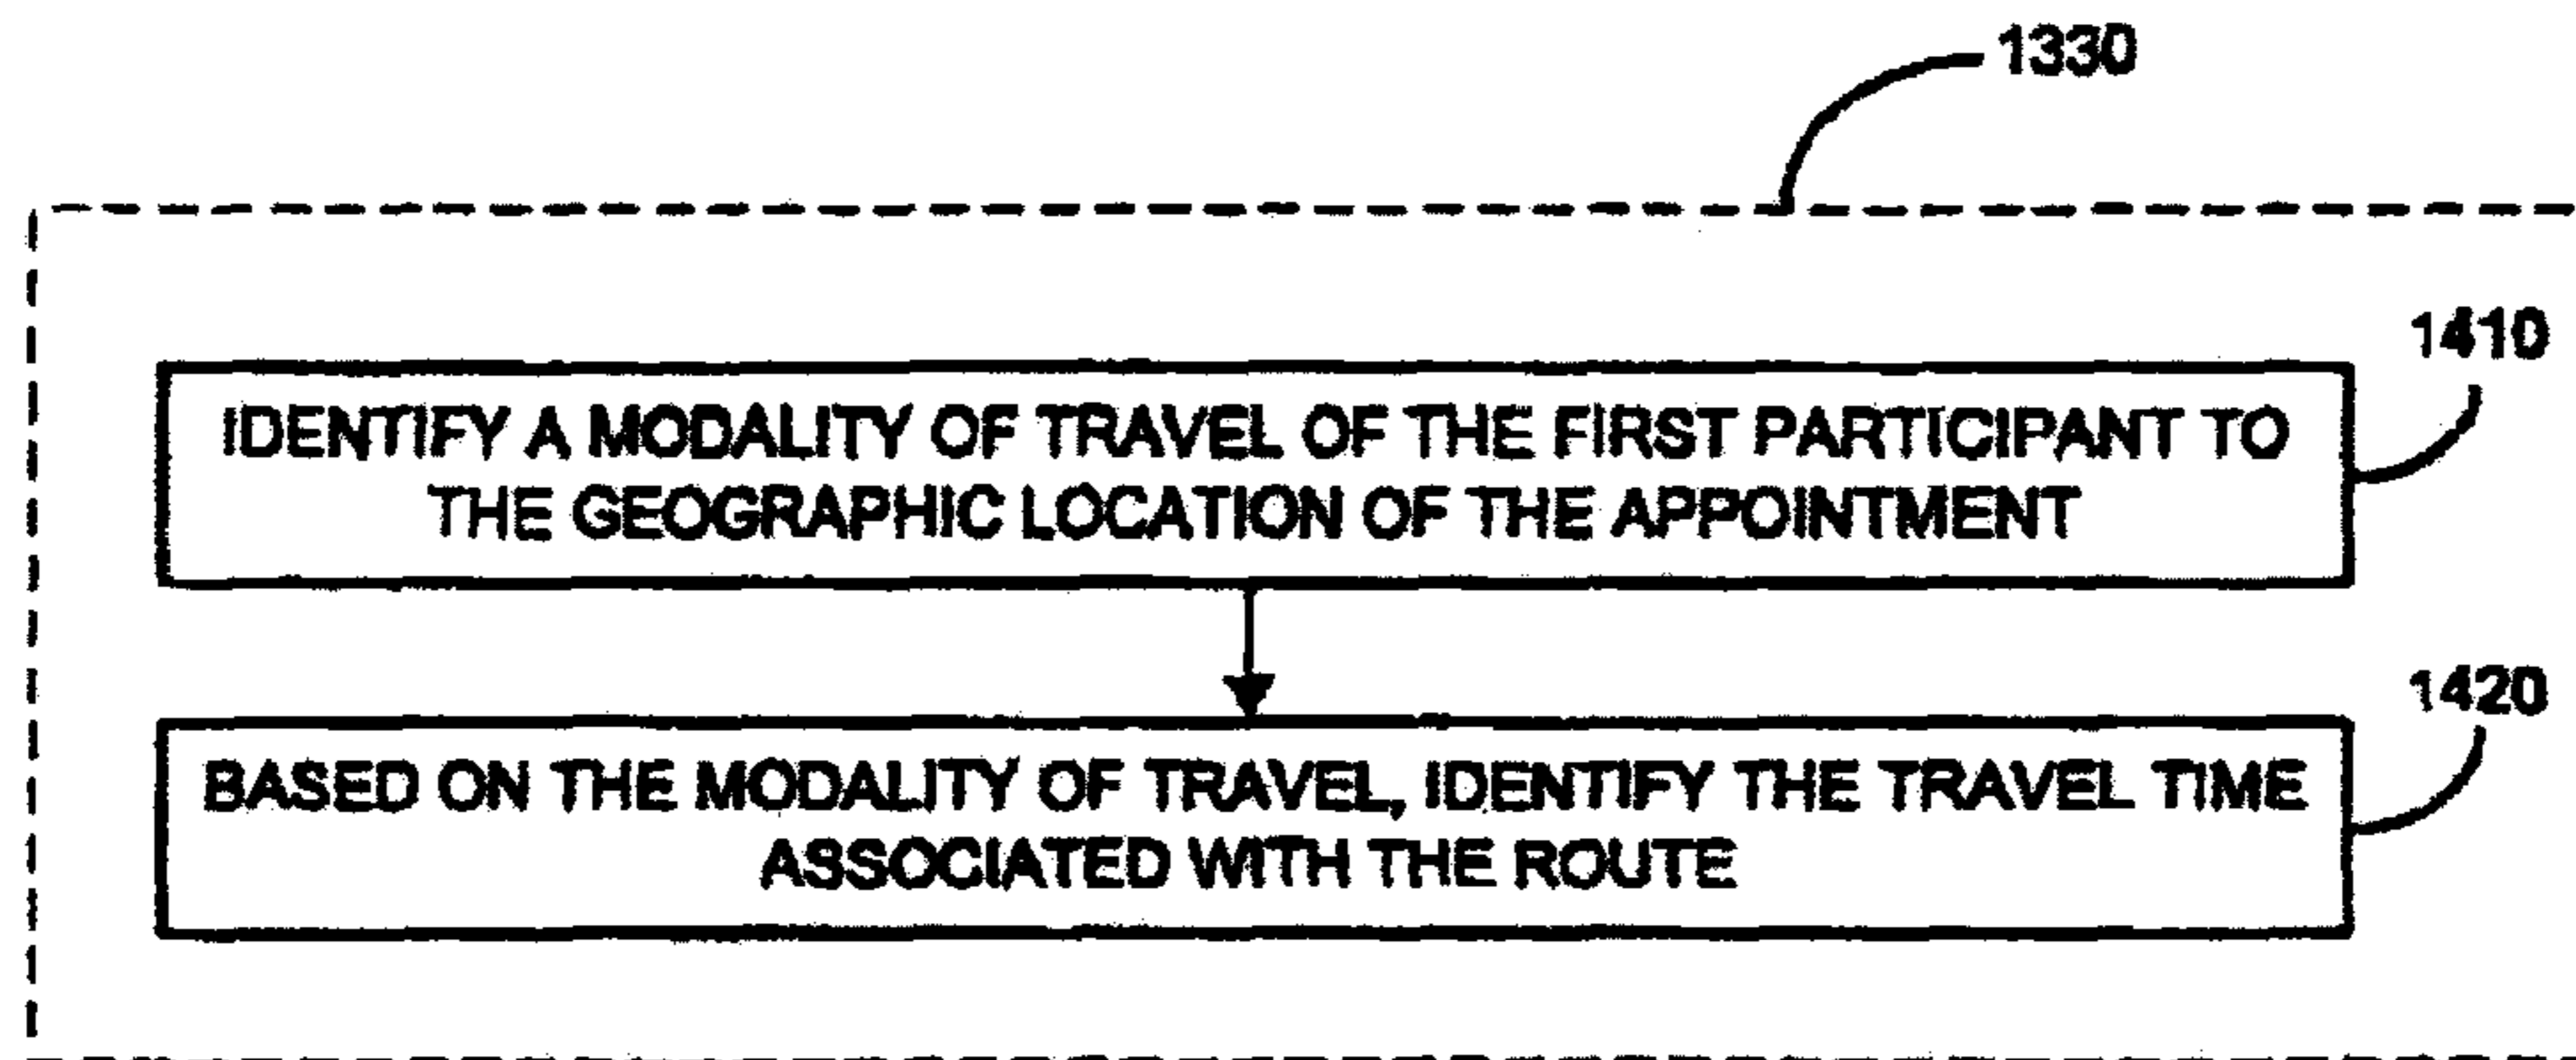 1330
1410
IDENTIFY A MODALITY OF TRAVEL OF THE FIRST PARTICIPANT TO
THE GEOGRAPHIC LOCATION OF THE APPOINTMENT
1420
BASED ON THE MODALITY OF TRAVEL, IDENTIFY THE TRAVEL TIME
ASSOCIATED WITH THE ROUTE